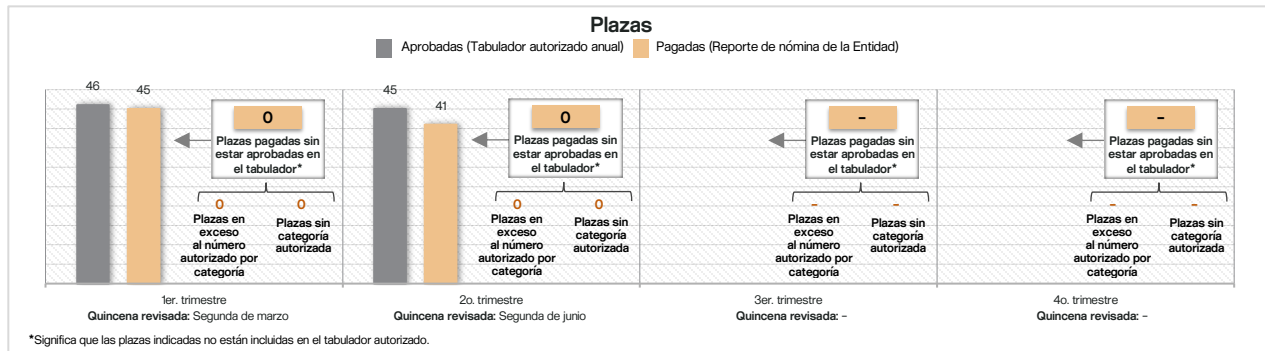 Plazas
Aprobadas (Tabulador autorizado anual)
Pagadas (Reporte de nómina de la Entidad)
46
45
0
Plazas pagadas sin
estar aprobadas en
el tabulador*
0
0
Plazas en
exceso
al número
autorizado por
categoría
Plazas sin
categoría
autorizada
1er. trimestre
Quincena revisada: Segunda de marzo
45
41
0
Plazas pagadas sin
estar aprobadas en
el tabulador*
0
0
Plazas en
exceso
al número
autorizado por
categoría
Plazas sin
categoría
autorizada
2o. trimestre
Quincena revisada: Segunda de junio
-
Plazas pagadas sin
estar aprobadas en
el tabulador*
-
-
Plazas en
exceso
al número
autorizado por
categoría
Plazas sin
categoría
autorizada
3er. trimestre
Quincena revisada: -
-
Plazas pagadas sin
estar aprobadas en
el tabulador*
-
-
Plazas en
exceso
al número
autorizado por
categoría
Plazas sin
categoría
autorizada
4o. trimestre
Quincena revisada: -
*Significa que las plazas indicadas no están incluidas en el tabulador autorizado.